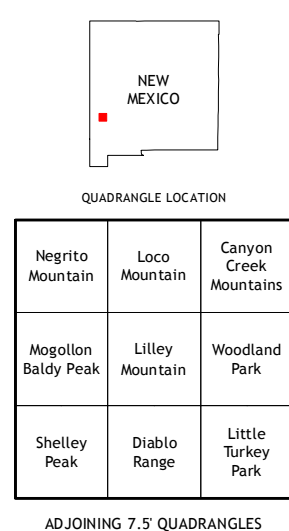 NEW
MEXICO
QUADRANGLE LOCATION
Negrito
Mountain
Loco
Mountain
Canyon
Creek
Mountains
Mogollon
Baldy Peak
Lilley
Mountain
Woodland
Park
Shelley
Peak
Diablo
Range
Little
Turkey
Park
ADJOINING 7.5' QUADRANGLES